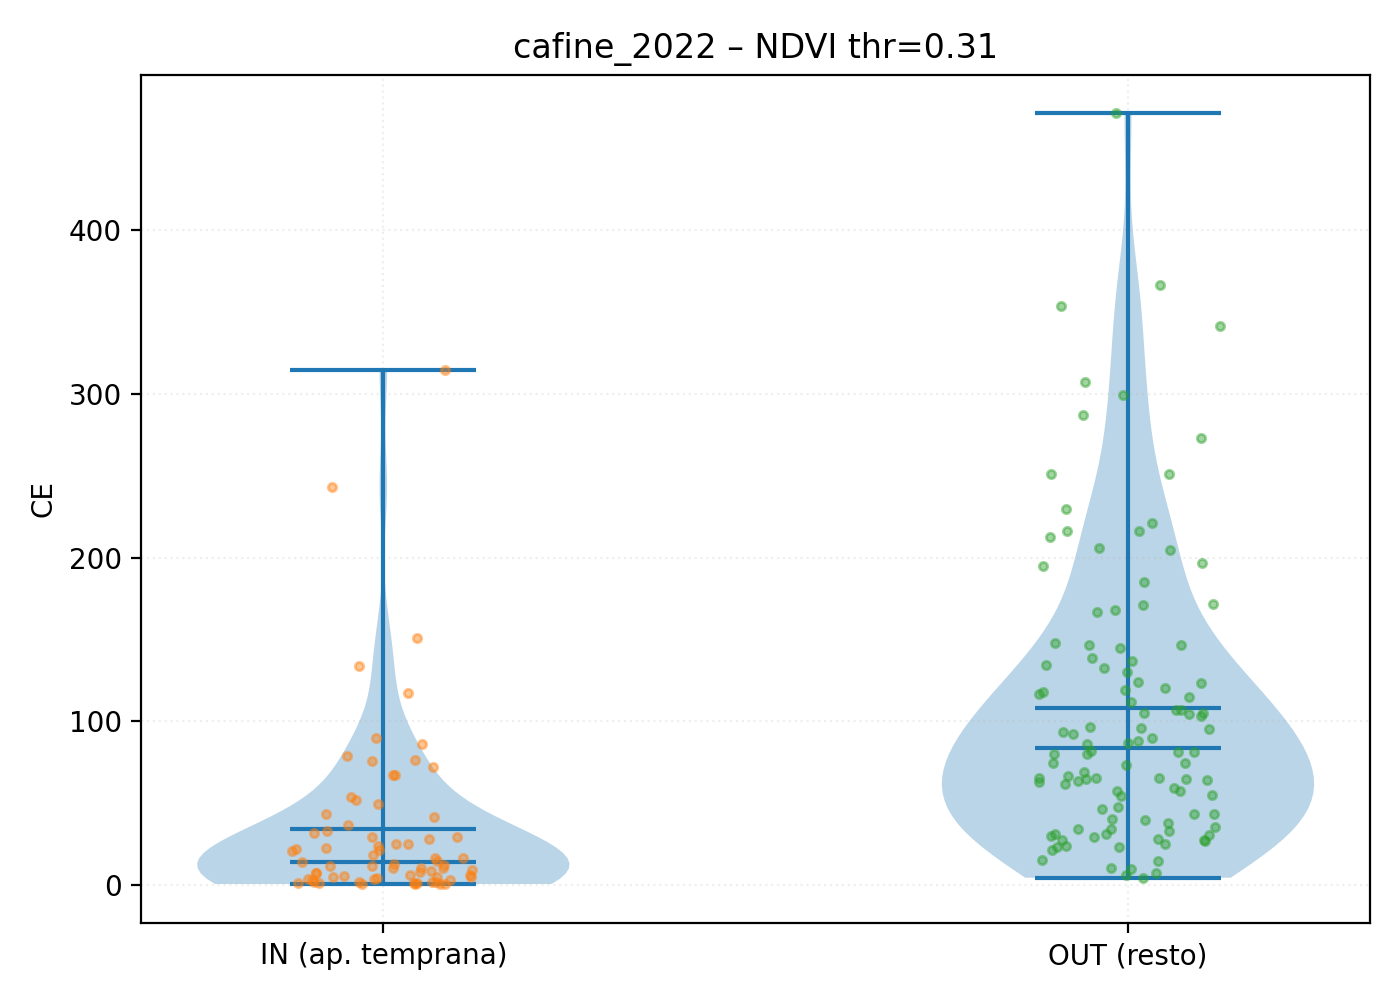 cafine_2022 – NDVI thr=0.31
CE
400
300
200
100
0
IN (ap. temprana)
OUT (resto)